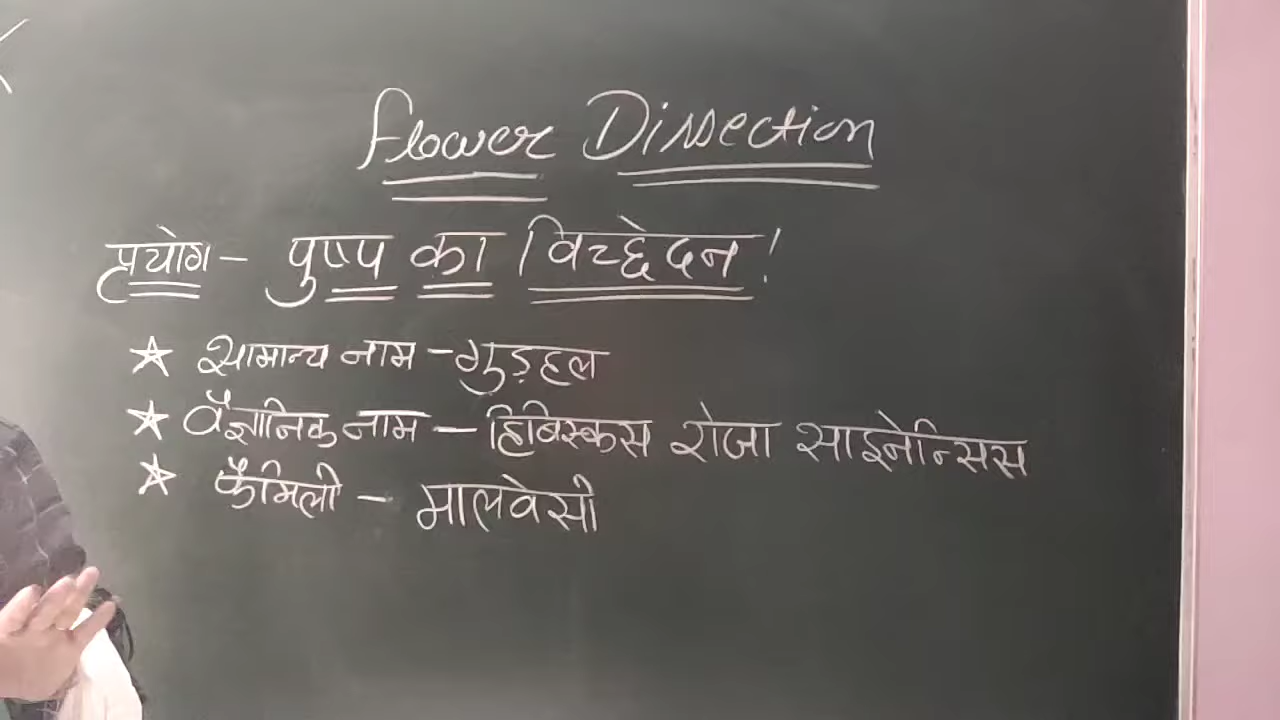 Flower Dissection
प्रयोग - पुष्प का विच्छेदन!
★ सामान्य नाम - गुड़हल
★ वैज्ञानिक नाम - हिबिस्कस रोजा साइनेन्सिस
★ फैमिली - मालवेसी